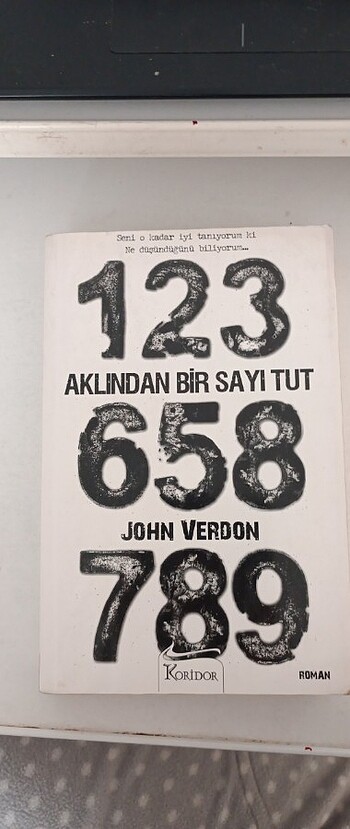 Seni o kadar iyi tanıyorum ki
Ne düşündüğünü biliyorum...
123
AKLINDAN BİR SAYI TUT
658
JOHN VERDON
789
KORİDOR
ROMAN